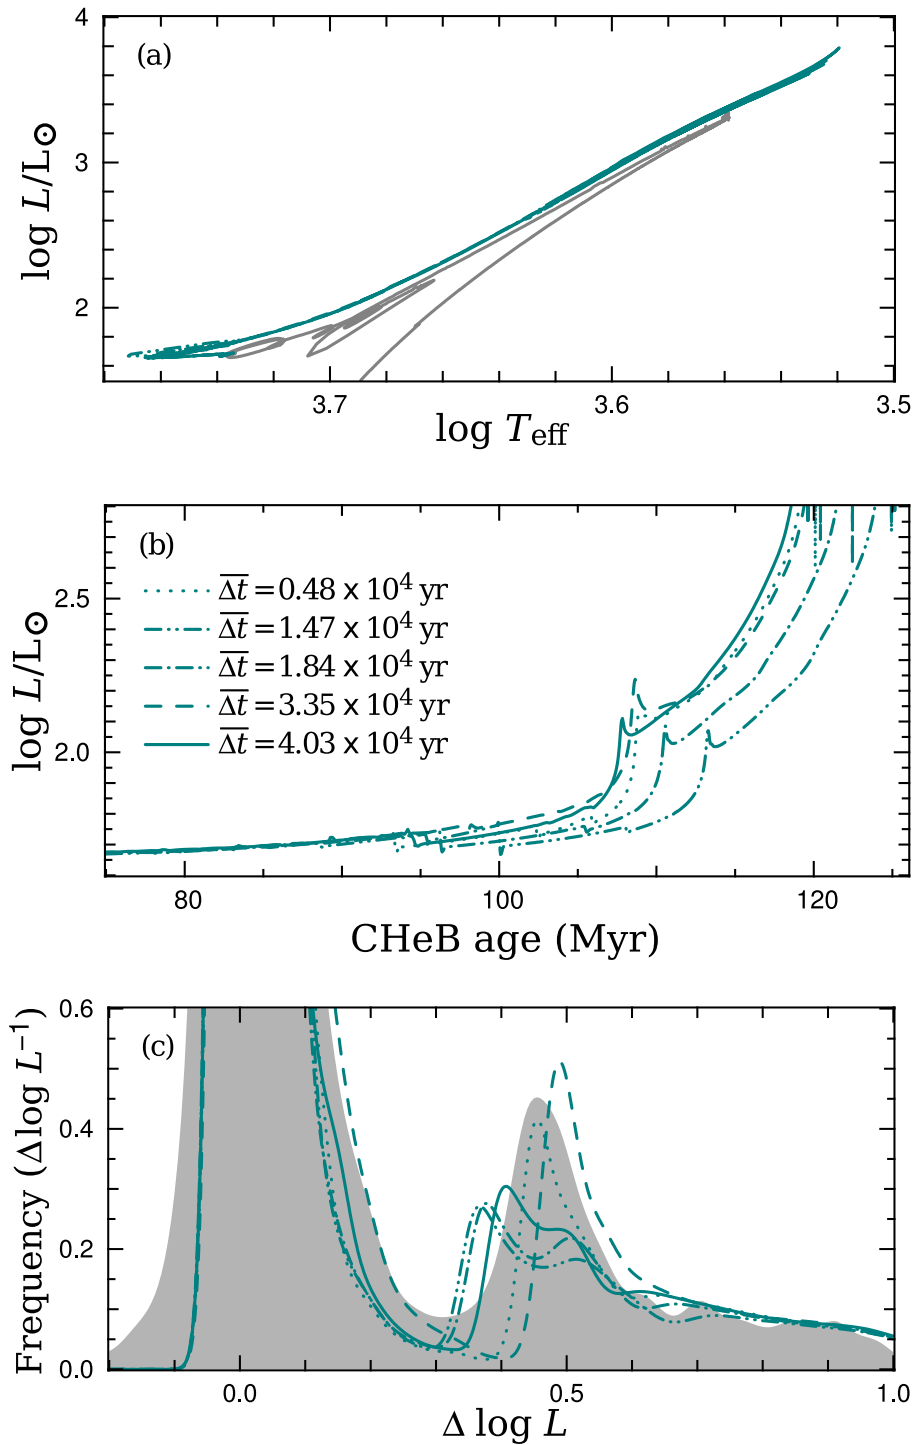 4
(a)
3
log L/L⊙
2
3.7
3.6
3.5
log T_eff
(b)
Δt̅ = 0.48 × 10⁴ yr
2.5
Δt̅ = 1.47 × 10⁴ yr
Δt̅ = 1.84 × 10⁴ yr
log L/L⊙
Δt̅ = 3.35 × 10⁴ yr
Δt̅ = 4.03 × 10⁴ yr
2.0
80
100
120
CHeB age (Myr)
0.6
(c)
0.4
Frequency (Δ log L⁻¹)
0.2
0.0
0.0
0.5
1.0
Δ log L